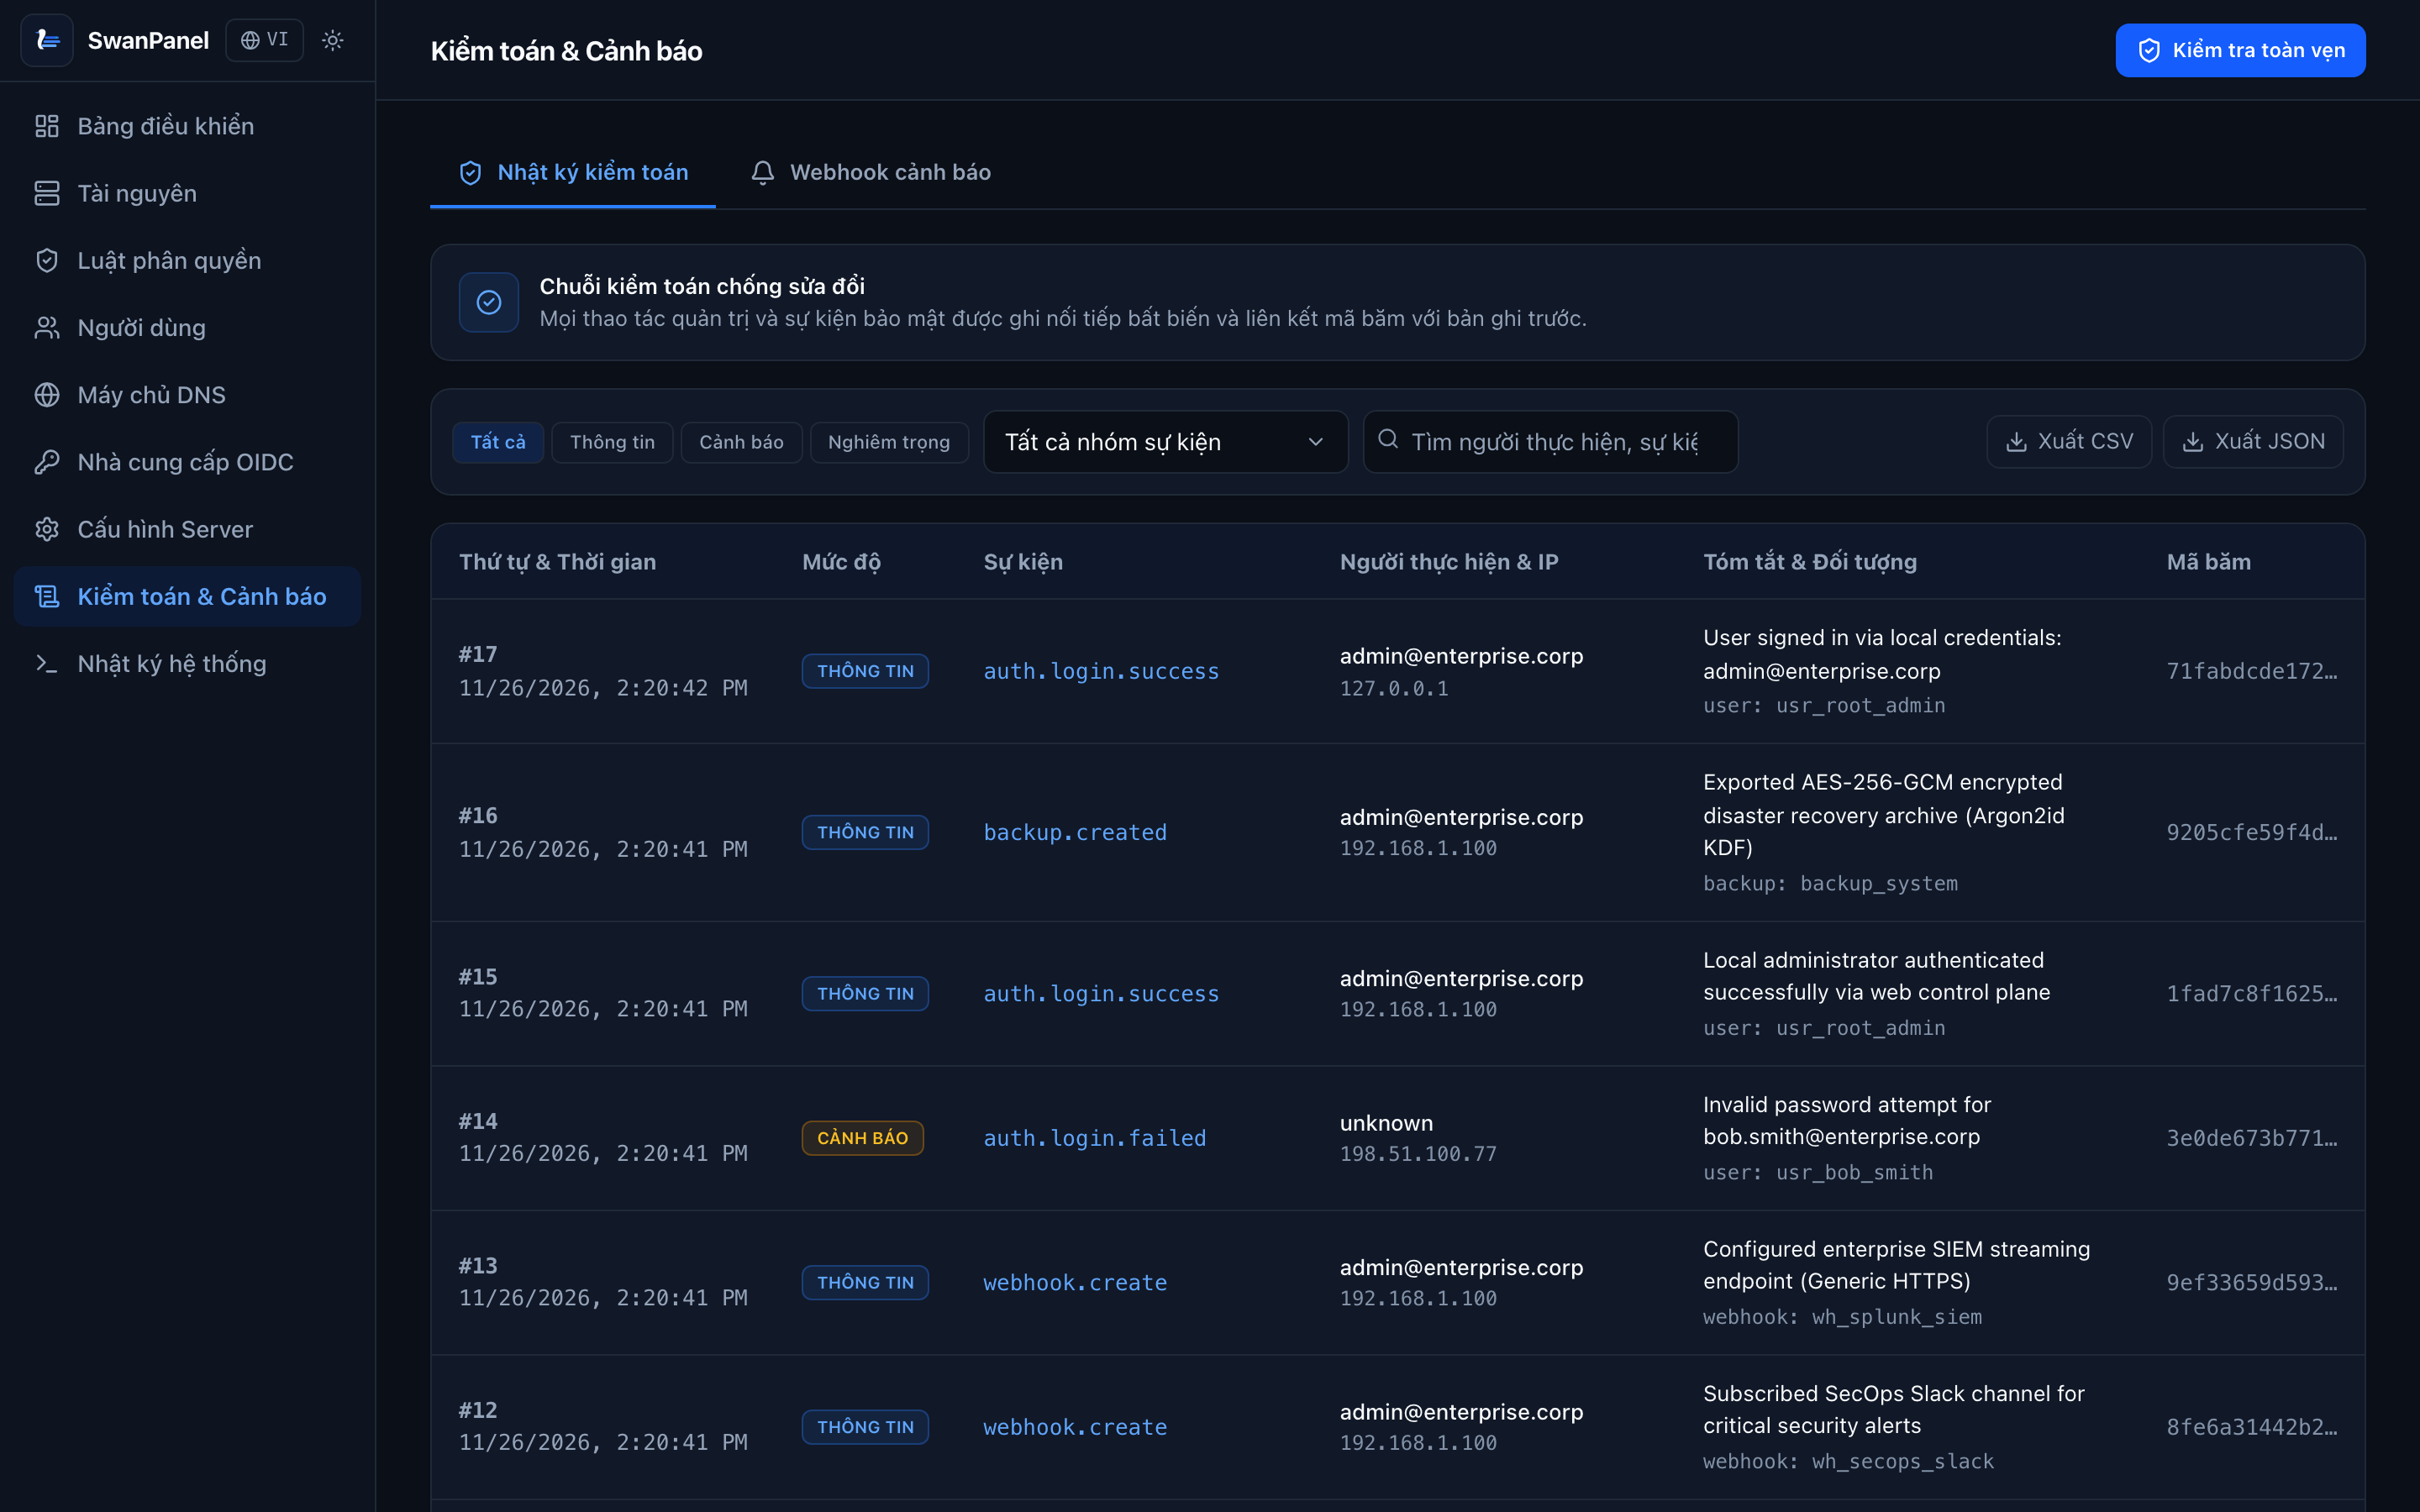 SwanPanel
VI
Bảng điều khiển
Tài nguyên
Luật phân quyền
Người dùng
Máy chủ DNS
Nhà cung cấp OIDC
Cấu hình Server
Kiểm toán & Cảnh báo
Nhật ký hệ thống
Kiểm toán & Cảnh báo
Kiểm tra toàn vẹn
Nhật ký kiểm toán
Webhook cảnh báo
Chuỗi kiểm toán chống sửa đổi
Mọi thao tác quản trị và sự kiện bảo mật được ghi nối tiếp bất biến và liên kết mã băm với bản ghi trước.
Tất cả
Thông tin
Cảnh báo
Nghiêm trọng
Tất cả nhóm sự kiện
Tìm người thực hiện, sự kiệ
Xuất CSV
Xuất JSON
Thứ tự & Thời gian
Mức độ
Sự kiện
Người thực hiện & IP
Tóm tắt & Đối tượng
Mã băm
#17
11/26/2026, 2:20:42 PM
THÔNG TIN
auth.login.success
admin@enterprise.corp
127.0.0.1
User signed in via local credentials:
admin@enterprise.corp
user: usr_root_admin
71fabdcde172…
#16
11/26/2026, 2:20:41 PM
THÔNG TIN
backup.created
admin@enterprise.corp
192.168.1.100
Exported AES-256-GCM encrypted
disaster recovery archive (Argon2id
KDF)
backup: backup_system
9205cfe59f4d…
#15
11/26/2026, 2:20:41 PM
THÔNG TIN
auth.login.success
admin@enterprise.corp
192.168.1.100
Local administrator authenticated
successfully via web control plane
user: usr_root_admin
1fad7c8f1625…
#14
11/26/2026, 2:20:41 PM
CẢNH BÁO
auth.login.failed
unknown
198.51.100.77
Invalid password attempt for
bob.smith@enterprise.corp
user: usr_bob_smith
3e0de673b771…
#13
11/26/2026, 2:20:41 PM
THÔNG TIN
webhook.create
admin@enterprise.corp
192.168.1.100
Configured enterprise SIEM streaming
endpoint (Generic HTTPS)
webhook: wh_splunk_siem
9ef33659d593…
#12
11/26/2026, 2:20:41 PM
THÔNG TIN
webhook.create
admin@enterprise.corp
192.168.1.100
Subscribed SecOps Slack channel for
critical security alerts
webhook: wh_secops_slack
8fe6a31442b2…